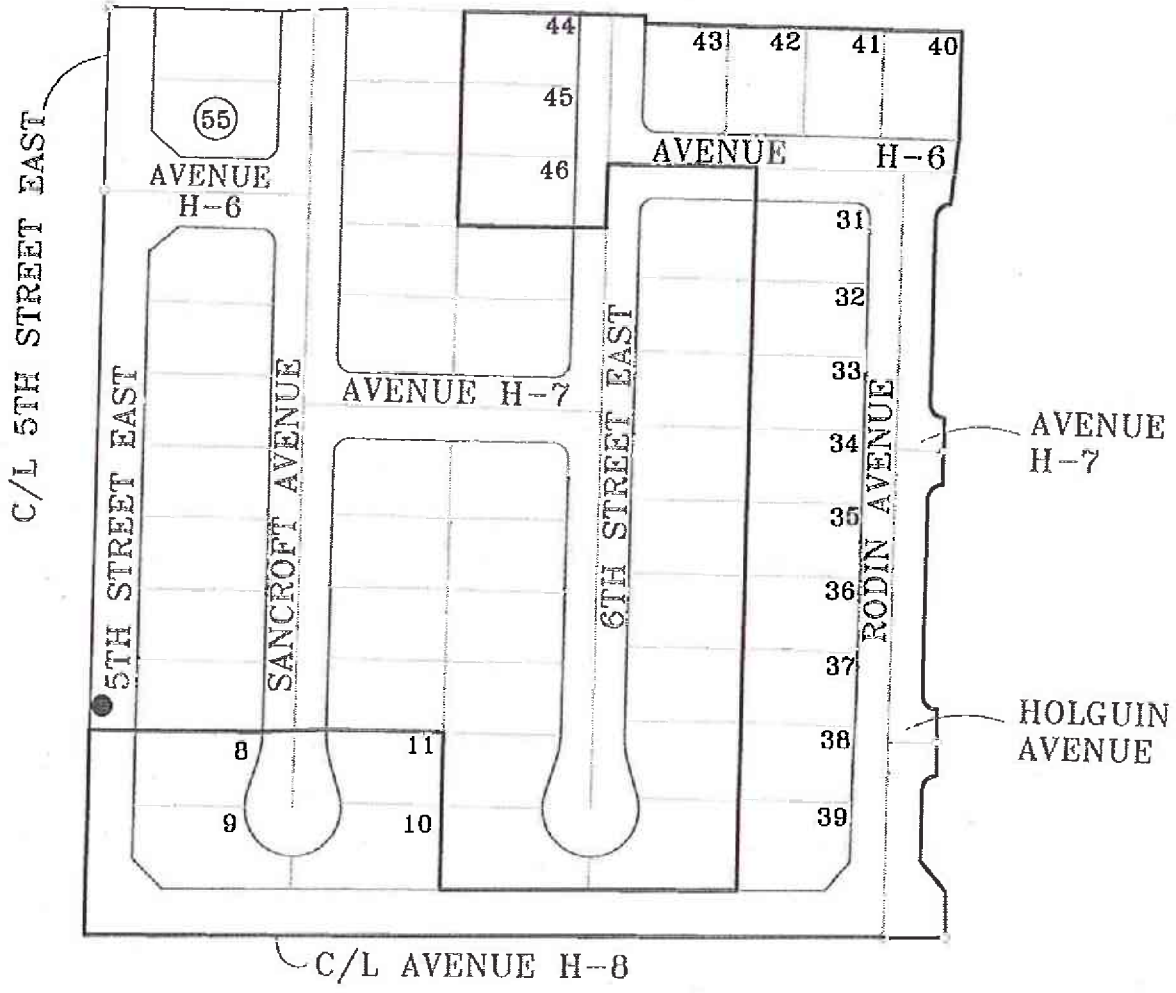 44
43
42
41
40
45
55
46
AVENUE
H-6
AVENUE H-6
C/L 5TH STREET EAST
31
32
33
34
35
36
37
38
39
AVENUE H-7
5TH STREET EAST
SANCROFT AVENUE
6TH STREET EAST
RODIN AVENUE
AVENUE
H-7
HOLGUIN
AVENUE
8
11
9
10
C/L AVENUE H-8